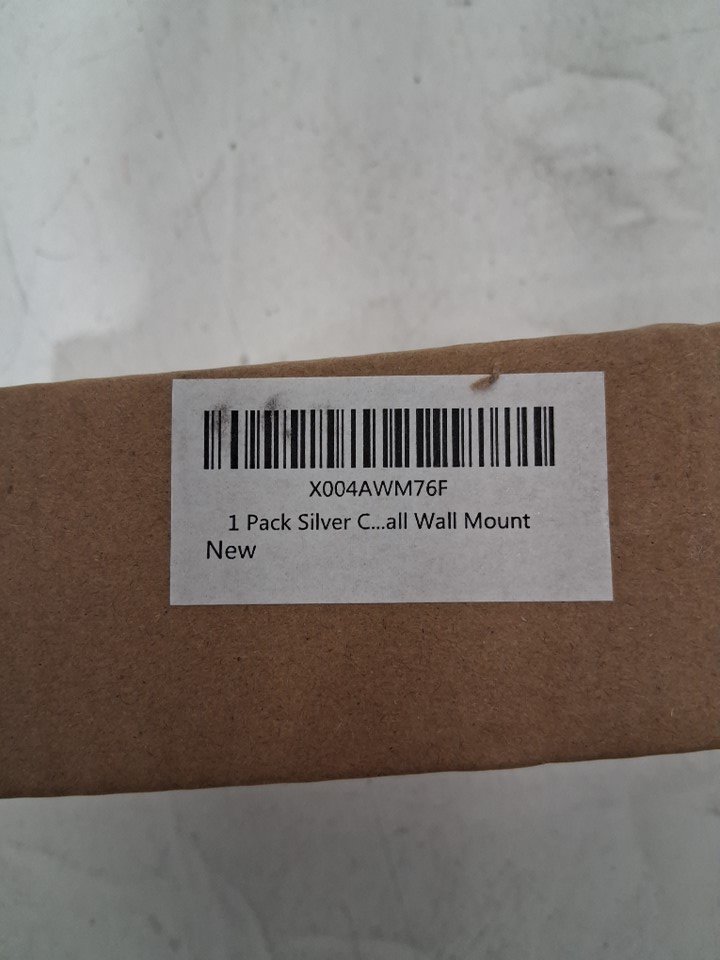 X004AWM76F
1 Pack Silver C...all Wall Mount
New